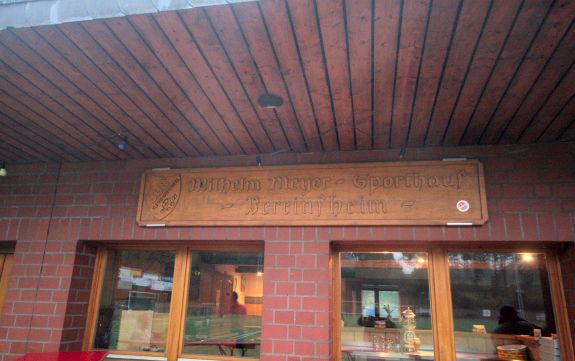 Wilhelm Meyer - Sporthaus
- Vereinsheim -